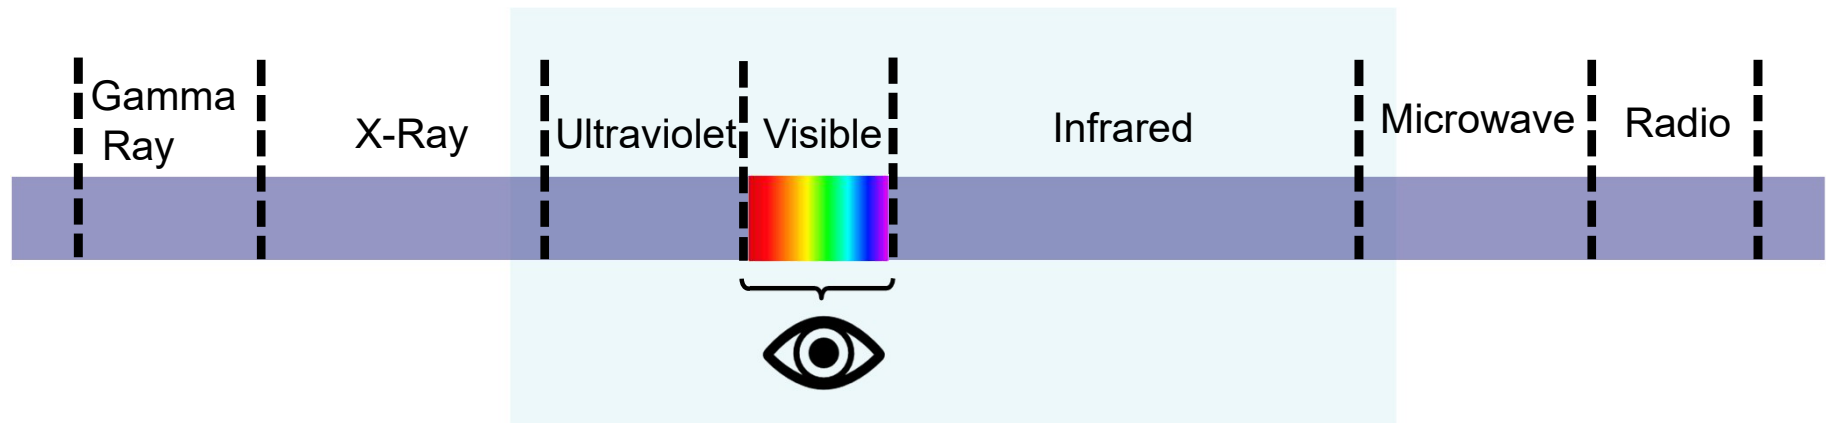 Gamma
Ray
X-Ray
Ultraviolet
Visible
Infrared
Microwave
Radio